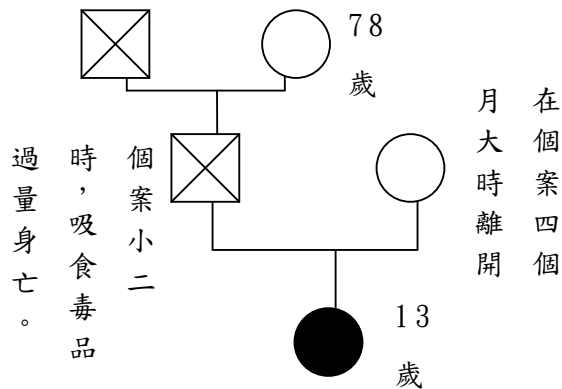 78
歲
在個案四個
月大時離開
個案小二
時，吸食毒品
過量身亡。
13
歲